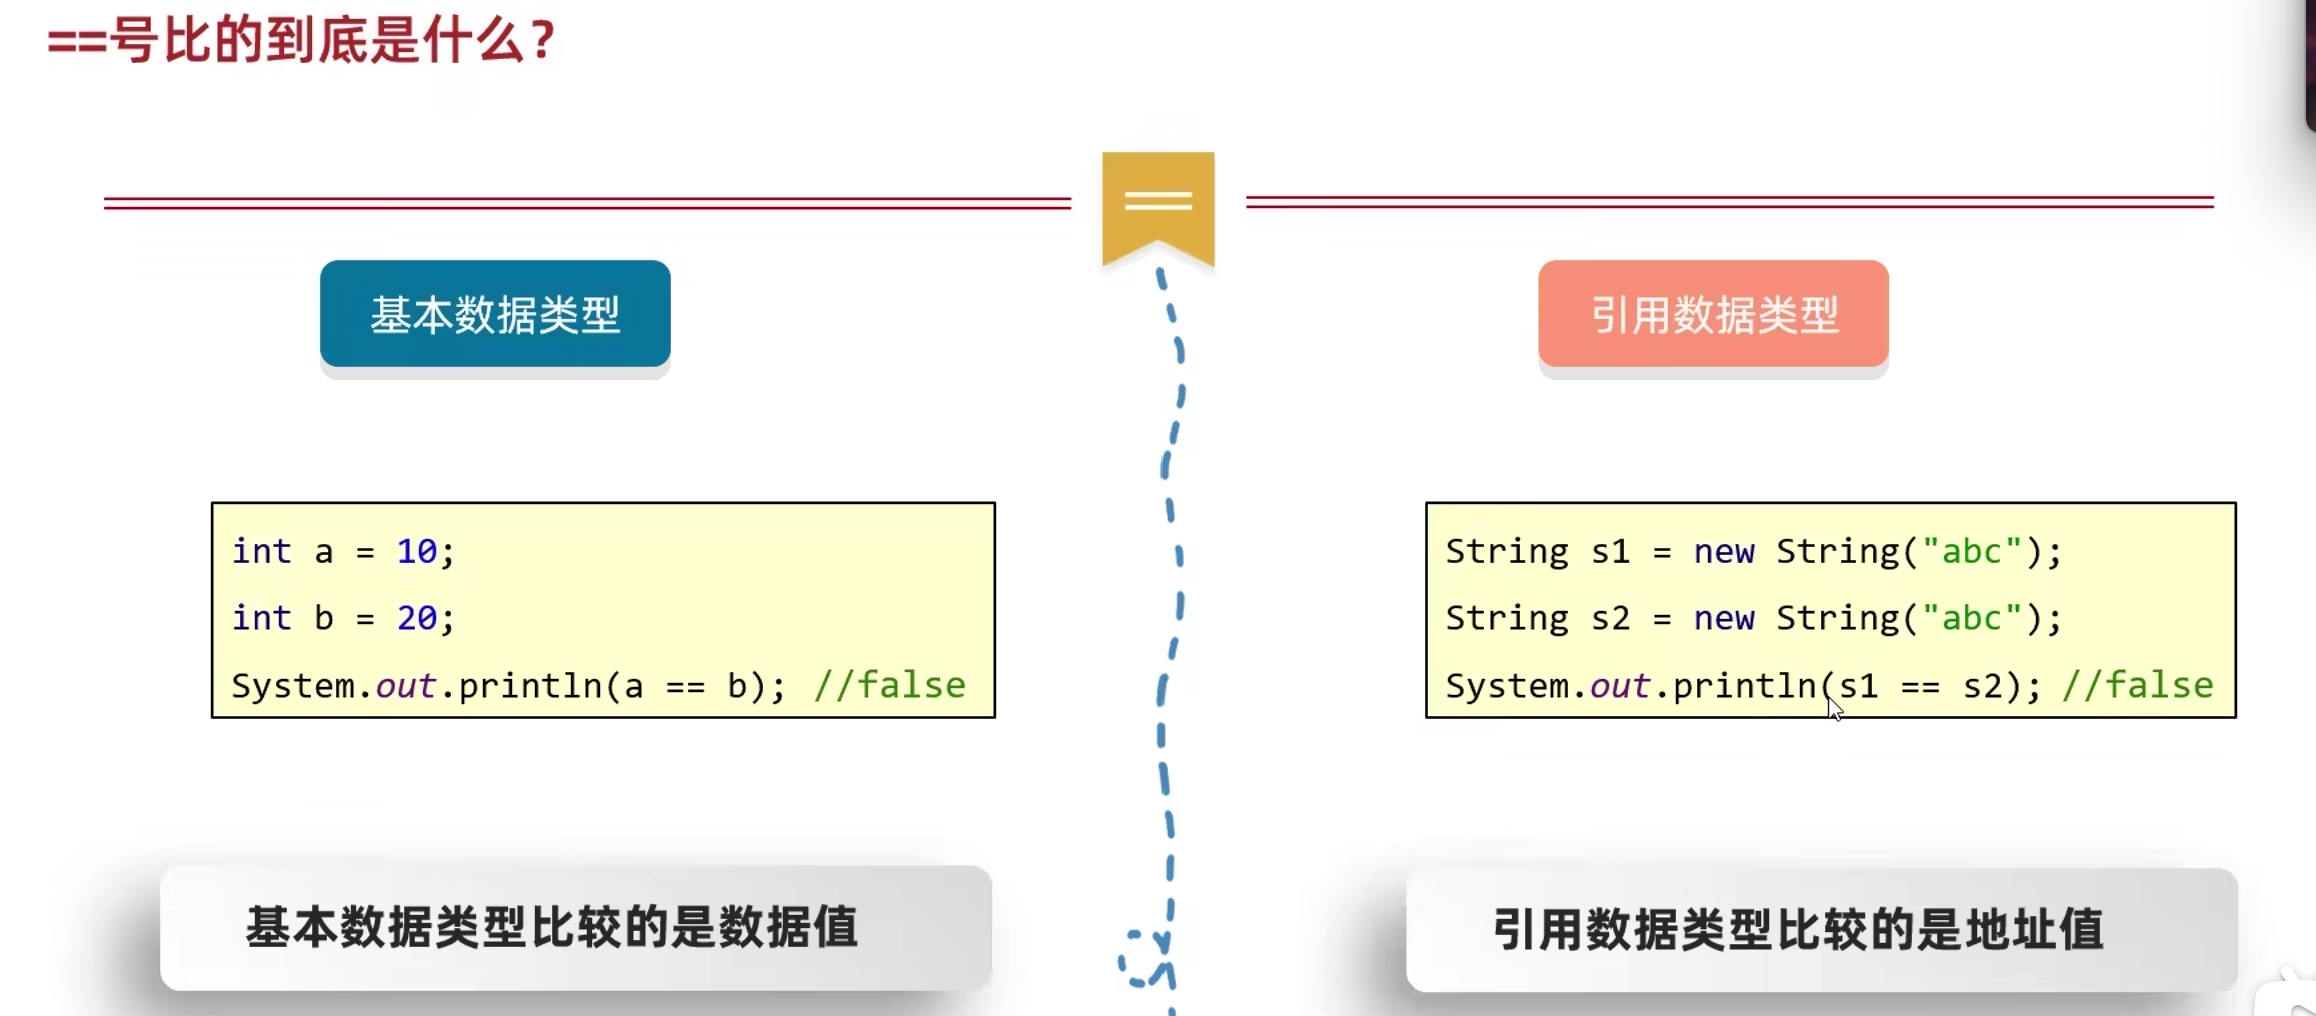 ==号比的到底是什么？
基本数据类型
int a = 10;
int b = 20;
System.out.println(a == b); //false
基本数据类型比较的是数据值
引用数据类型
String s1 = new String("abc");
String s2 = new String("abc");
System.out.println(s1 == s2); //false
引用数据类型比较的是地址值